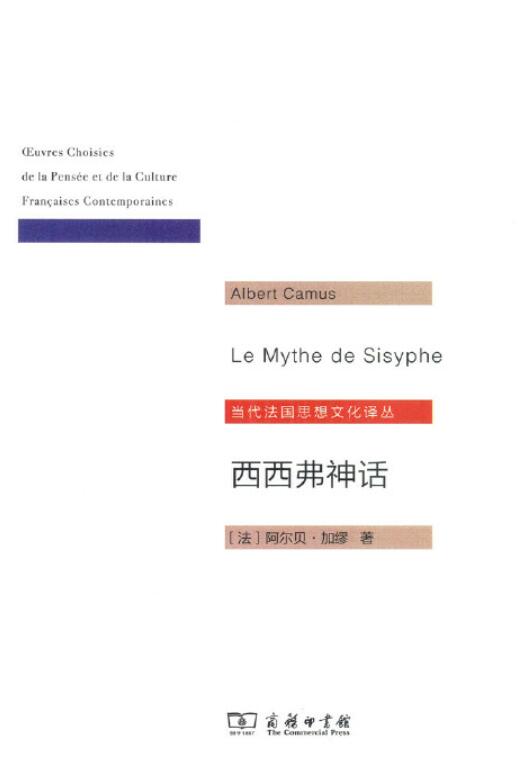 Œuvres Choisies
de la Pensée et de la Culture
Françaises Contemporaines
Albert Camus
Le Mythe de Sisyphe
当代法国思想文化译丛
西西弗神话
[法]阿尔贝·加缪 著
商務印書館
The Commercial Press